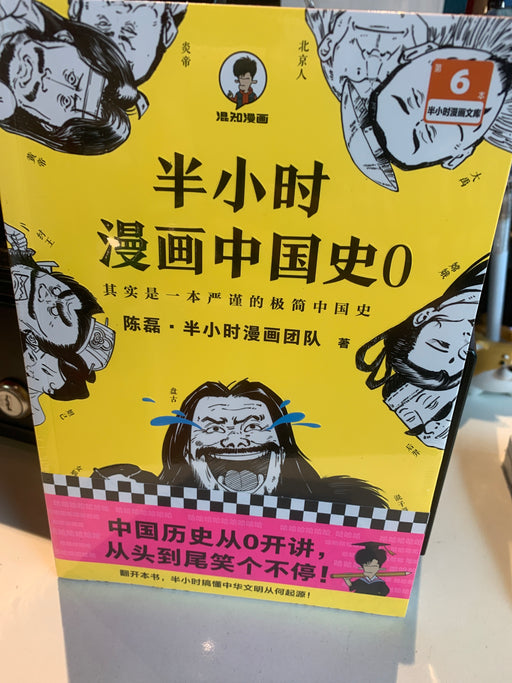 炎帝
北京人
第
6
本
半小时漫画文库
混知漫画
黄帝
大禹
半小时
漫画中国史0
其实是一本严谨的极简中国史
陈磊·半小时漫画团队 著
盘古
中国历史从0开讲，
从头到尾笑个不停！
翻开本书，半小时搞懂中华文明从何起源！